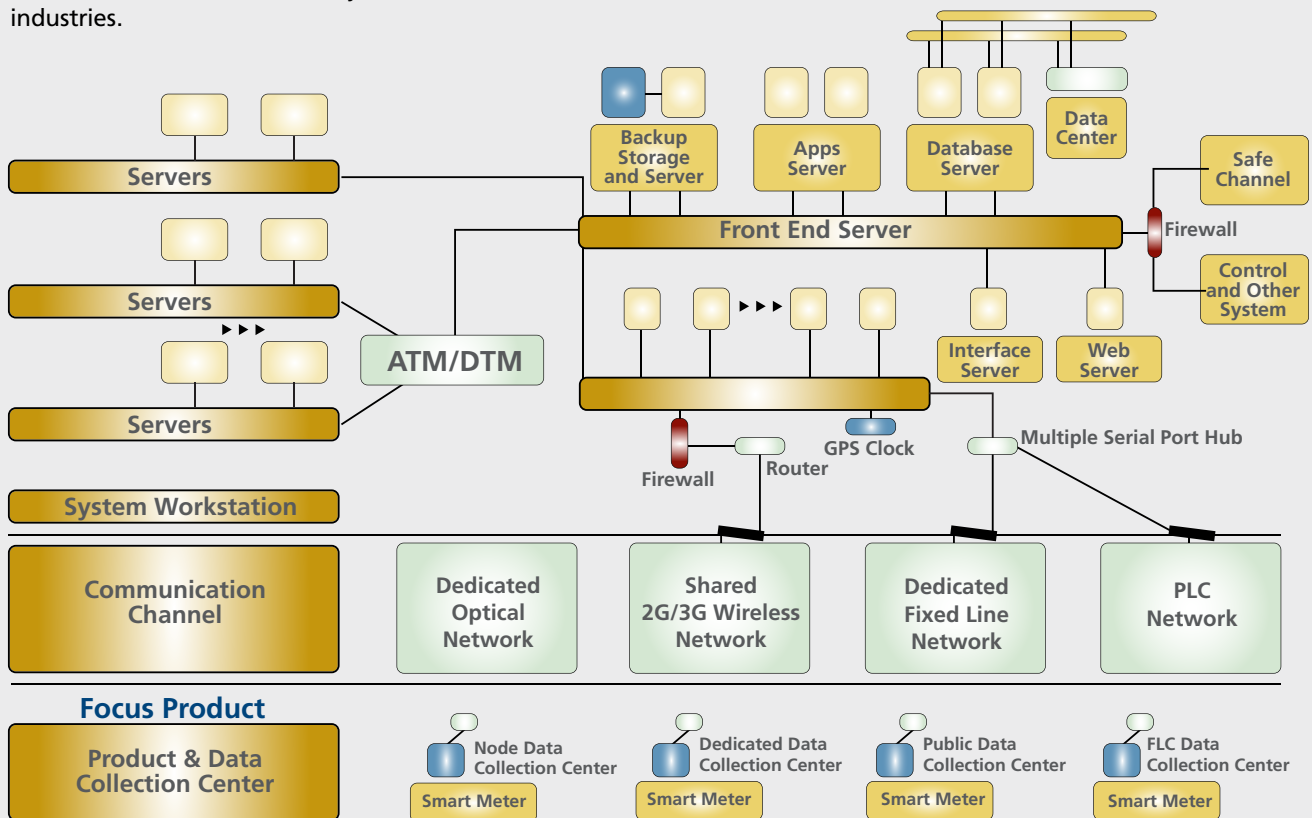 industries.
Backup
Storage
and Server
Apps
Server
Database
Server
Data
Center
Safe
Channel
Servers
Front End Server
Firewall
Control
and Other
System
Servers
ATM/DTM
Interface
Server
Web
Server
Servers
GPS Clock
Multiple Serial Port Hub
Firewall
Router
System Workstation
Communication
Channel
Dedicated
Optical
Network
Shared
2G/3G Wireless
Network
Dedicated
Fixed Line
Network
PLC
Network
Focus Product
Product & Data
Collection Center
Node Data
Collection Center
Smart Meter
Dedicated Data
Collection Center
Smart Meter
Public Data
Collection Center
Smart Meter
FLC Data
Collection Center
Smart Meter